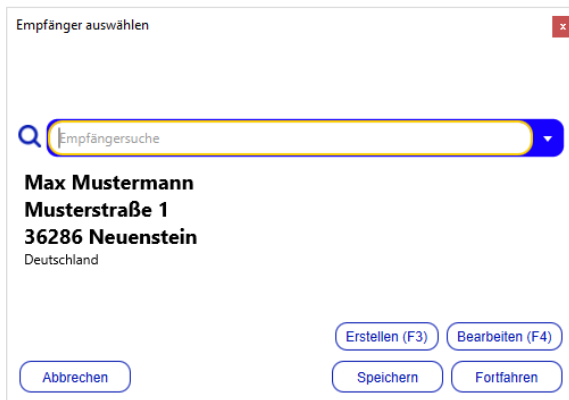 Empfänger auswählen
x
Empfängersuche
Max Mustermann
Musterstraße 1
36286 Neuenstein
Deutschland
Erstellen (F3) Bearbeiten (F4)
Abbrechen Speichern Fortfahren